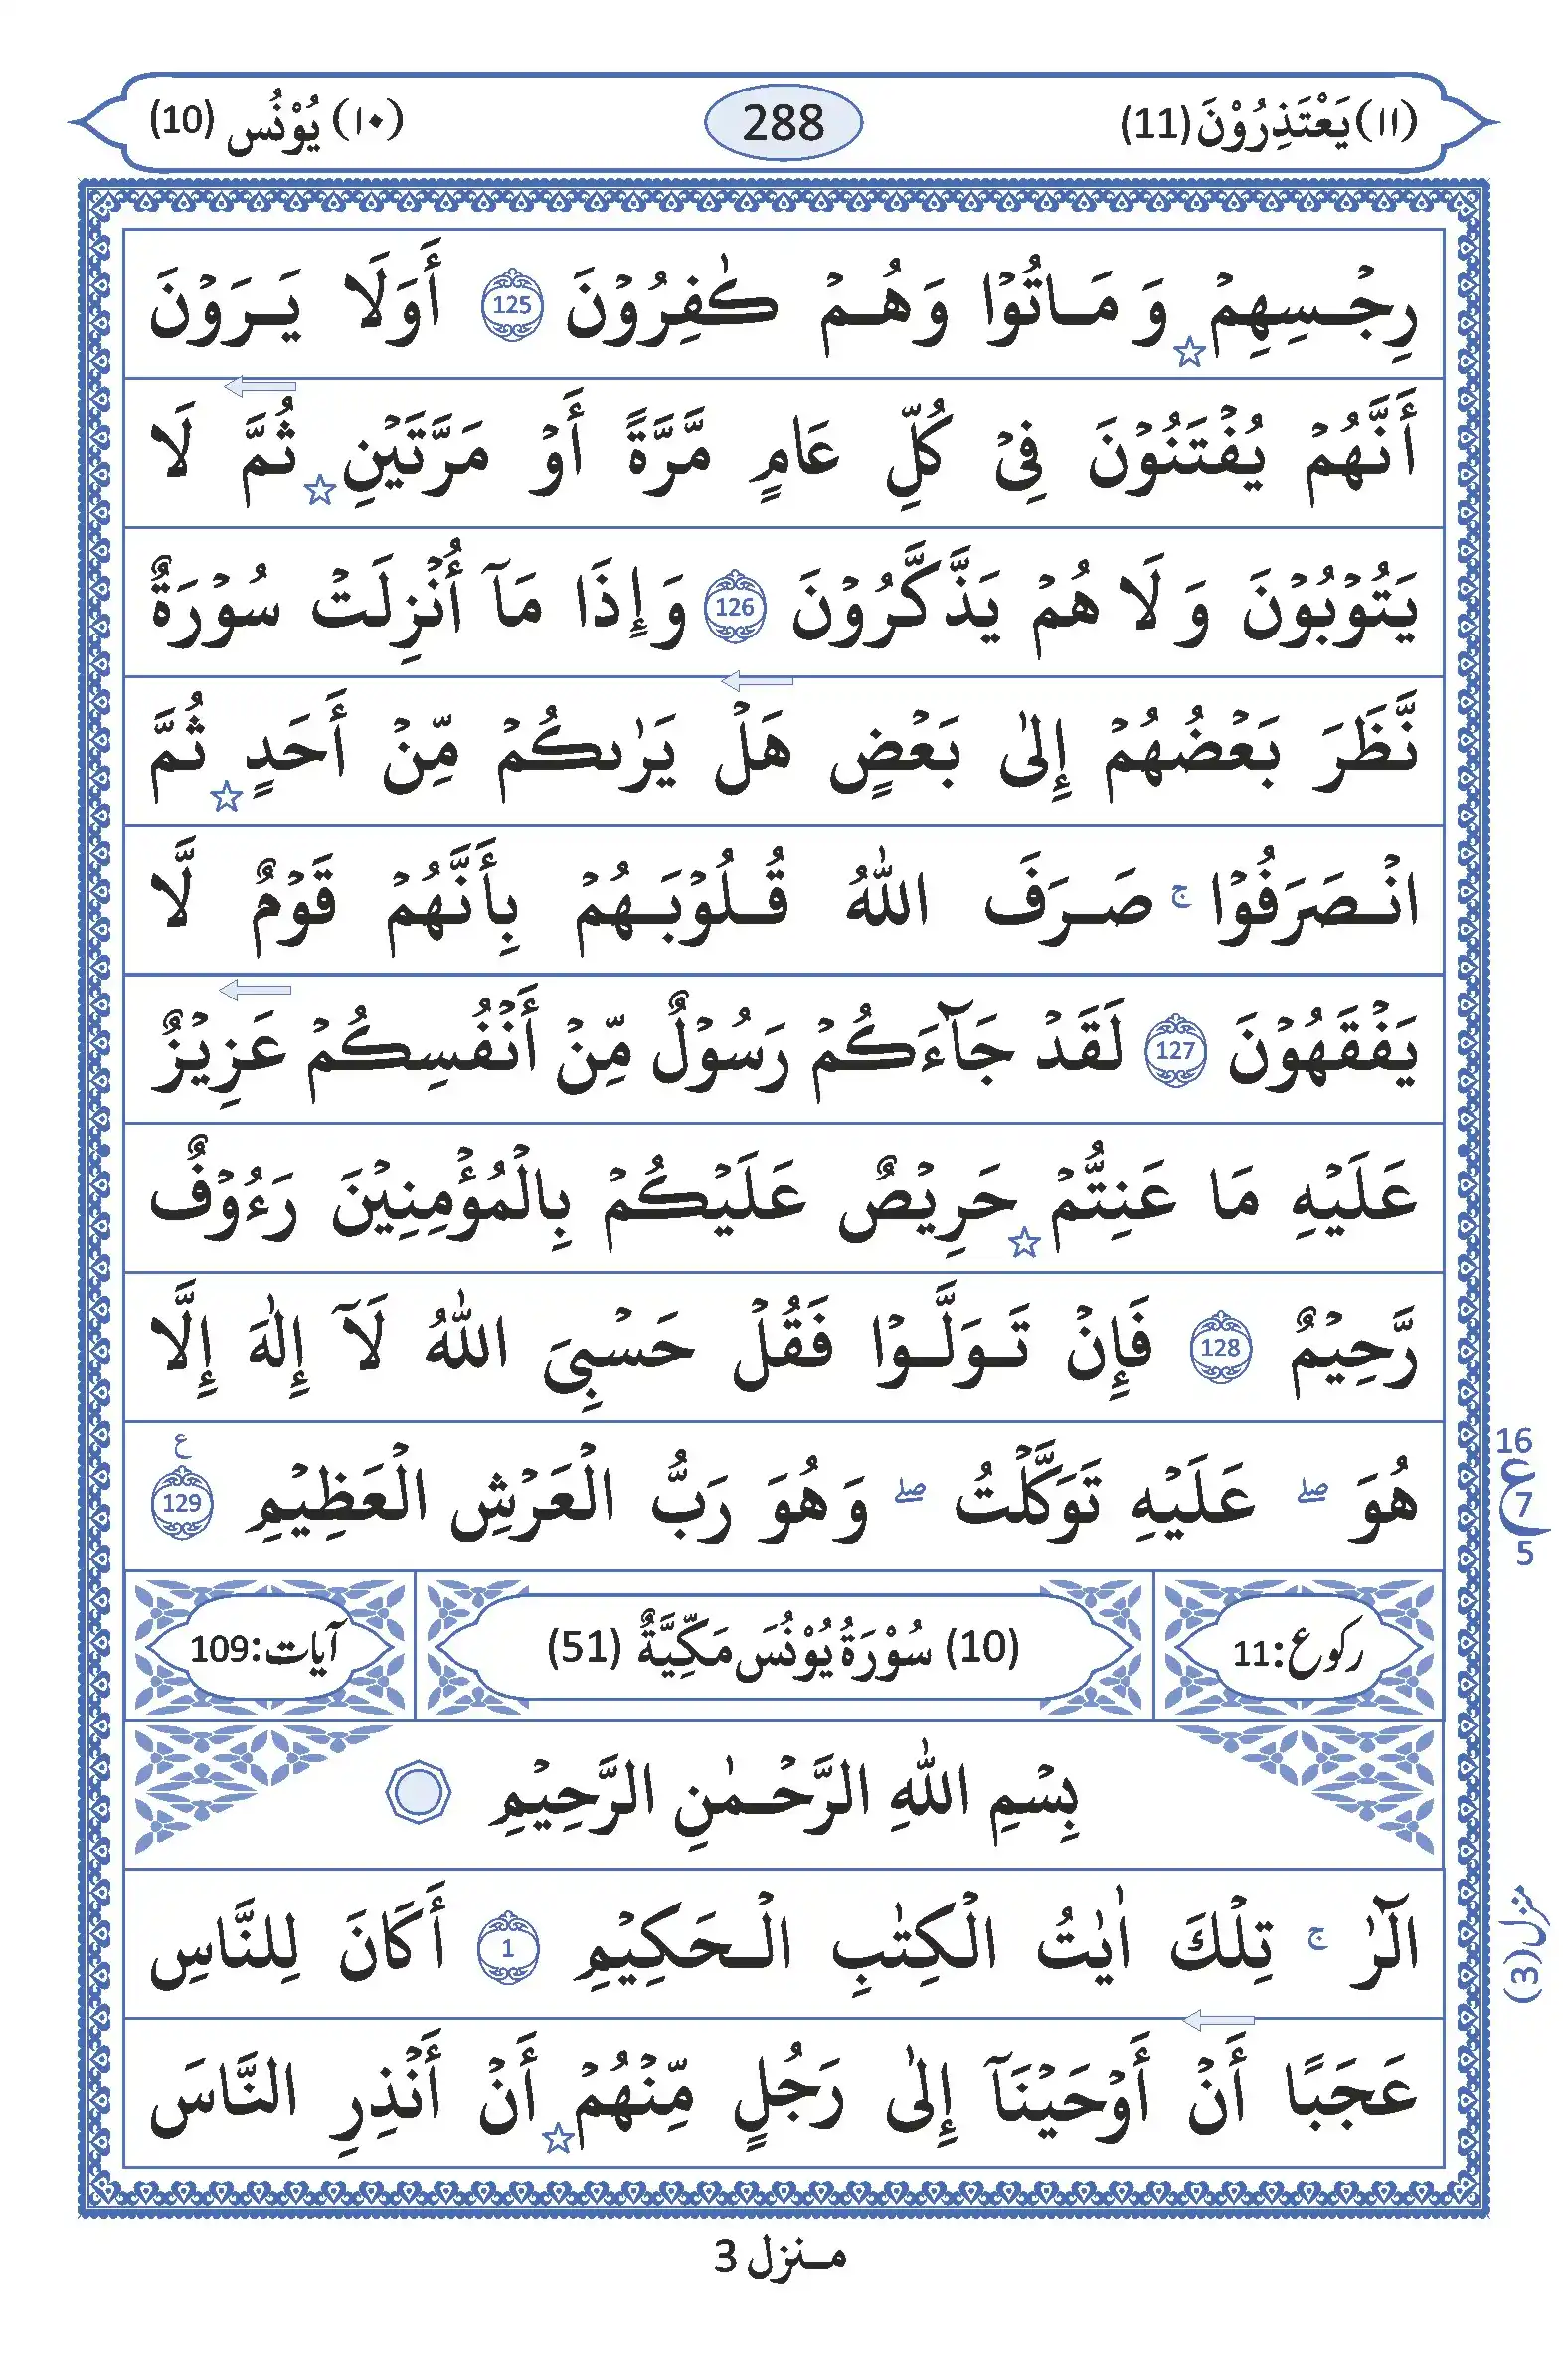 (۱۱) يَعْتَذِرُوْنَ (11) 288 (۱۰) يُوْنُس (10)
رِجْسِهِمْ وَ مَاتُوْا وَهُمْ كٰفِرُوْنَ 125 أَوَلَا يَرَوْنَ
أَنَّهُمْ يُفْتَنُوْنَ فِىْ كُلِّ عَامٍ مَّرَّةً أَوْ مَرَّتَيْنِ ثُمَّ لَا
يَتُوْبُوْنَ وَلَا هُمْ يَذَّكَّرُوْنَ 126 وَإِذَا مَآ أُنْزِلَتْ سُوْرَةٌ
نَّظَرَ بَعْضُهُمْ إِلٰى بَعْضٍ هَلْ يَرٰىكُمْ مِّنْ أَحَدٍ ثُمَّ
انْصَرَفُوْا ج صَرَفَ اللّٰهُ قُلُوْبَهُمْ بِأَنَّهُمْ قَوْمٌ لَّا
يَفْقَهُوْنَ 127 لَقَدْ جَآءَكُمْ رَسُوْلٌ مِّنْ أَنْفُسِكُمْ عَزِيْزٌ
عَلَيْهِ مَا عَنِتُّمْ حَرِيْصٌ عَلَيْكُمْ بِالْمُؤْمِنِيْنَ رَءُوْفٌ
رَّحِيْمٌ 128 فَإِنْ تَوَلَّوْا فَقُلْ حَسْبِىَ اللّٰهُ لَآ إِلٰهَ إِلَّا
هُوَ صلے عَلَيْهِ تَوَكَّلْتُ صلے وَهُوَ رَبُّ الْعَرْشِ الْعَظِيْمِ 129 ع
16
ع 7
5
ركوع: 11 (10) سُوْرَةُ يُوْنُسَ مَكِّيَّةٌ (51) آيات: 109
بِسْمِ اللّٰهِ الرَّحْمٰنِ الرَّحِيْمِ
الٓرٰ ج تِلْكَ اٰيٰتُ الْكِتٰبِ الْحَكِيْمِ 1 أَكَانَ لِلنَّاسِ
منزل (3)
عَجَبًا أَنْ أَوْحَيْنَآ إِلٰى رَجُلٍ مِّنْهُمْ أَنْ أَنْذِرِ النَّاسَ
منزل 3